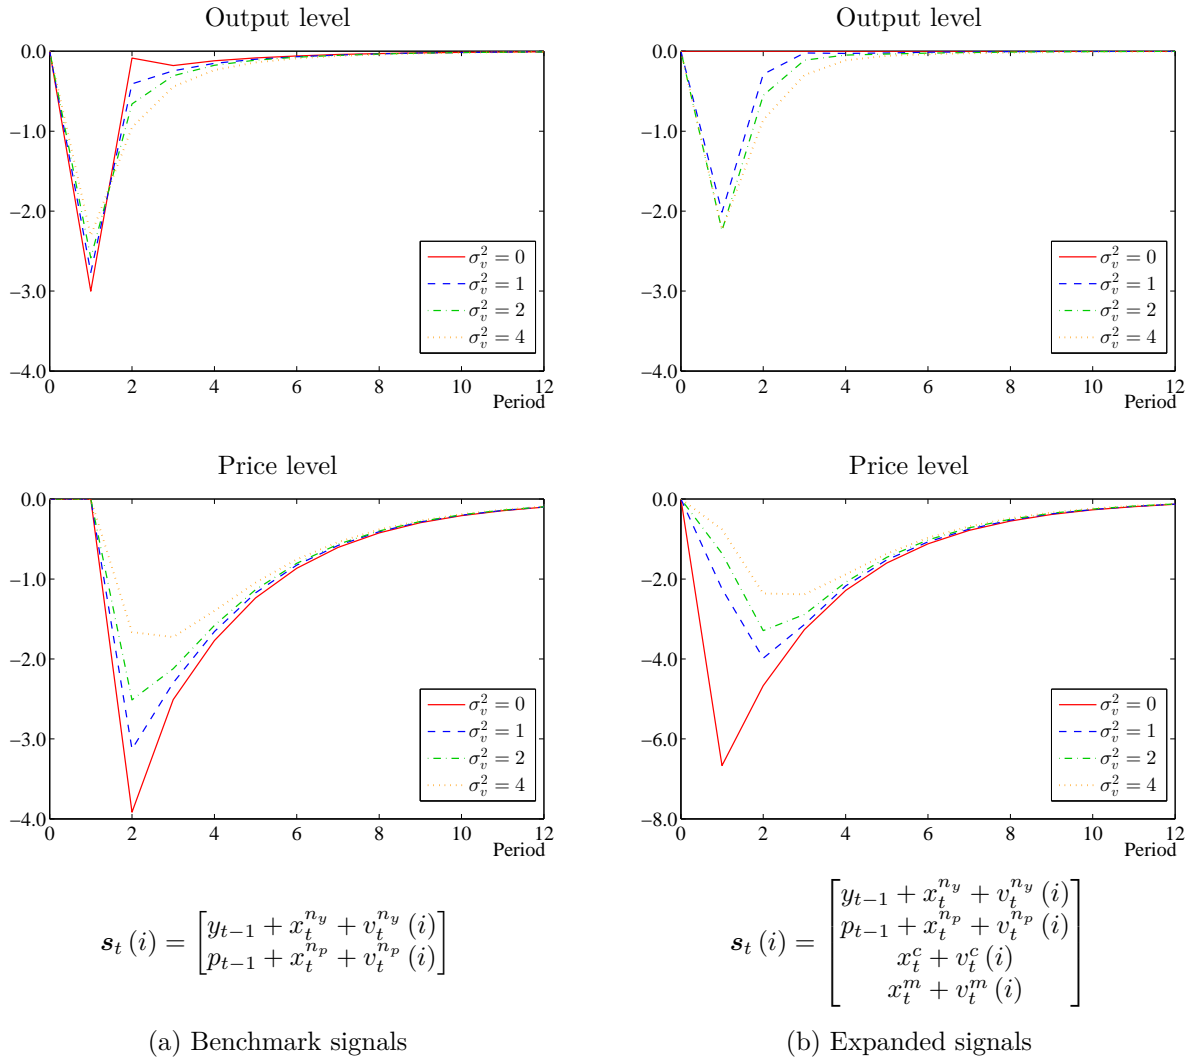 Output level
0.0
−1.0
−2.0
−3.0
−4.0
0 2 4 6 8 10 12
Period
σ_v^2 = 0
σ_v^2 = 1
σ_v^2 = 2
σ_v^2 = 4
Output level
0.0
−1.0
−2.0
−3.0
−4.0
0 2 4 6 8 10 12
Period
σ_v^2 = 0
σ_v^2 = 1
σ_v^2 = 2
σ_v^2 = 4
Price level
0.0
−1.0
−2.0
−3.0
−4.0
0 2 4 6 8 10 12
Period
σ_v^2 = 0
σ_v^2 = 1
σ_v^2 = 2
σ_v^2 = 4
Price level
0.0
−2.0
−4.0
−6.0
−8.0
0 2 4 6 8 10 12
Period
σ_v^2 = 0
σ_v^2 = 1
σ_v^2 = 2
σ_v^2 = 4
s_t (i) =
y_{t−1} + x_t^{n_y} + v_t^{n_y} (i)
p_{t−1} + x_t^{n_p} + v_t^{n_p} (i)
(a) Benchmark signals
s_t (i) =
y_{t−1} + x_t^{n_y} + v_t^{n_y} (i)
p_{t−1} + x_t^{n_p} + v_t^{n_p} (i)
x_t^c + v_t^c (i)
x_t^m + v_t^m (i)
(b) Expanded signals